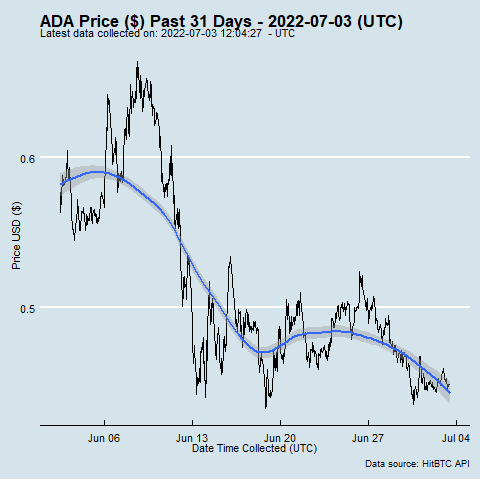 ADA Price ($) Past 31 Days - 2022-07-03 (UTC)
Latest data collected on: 2022-07-03 12:04:27 - UTC
Price USD ($)
0.6
0.5
Jun 06 Jun 13 Jun 20 Jun 27 Jul 04
Date Time Collected (UTC)
Data source: HitBTC API